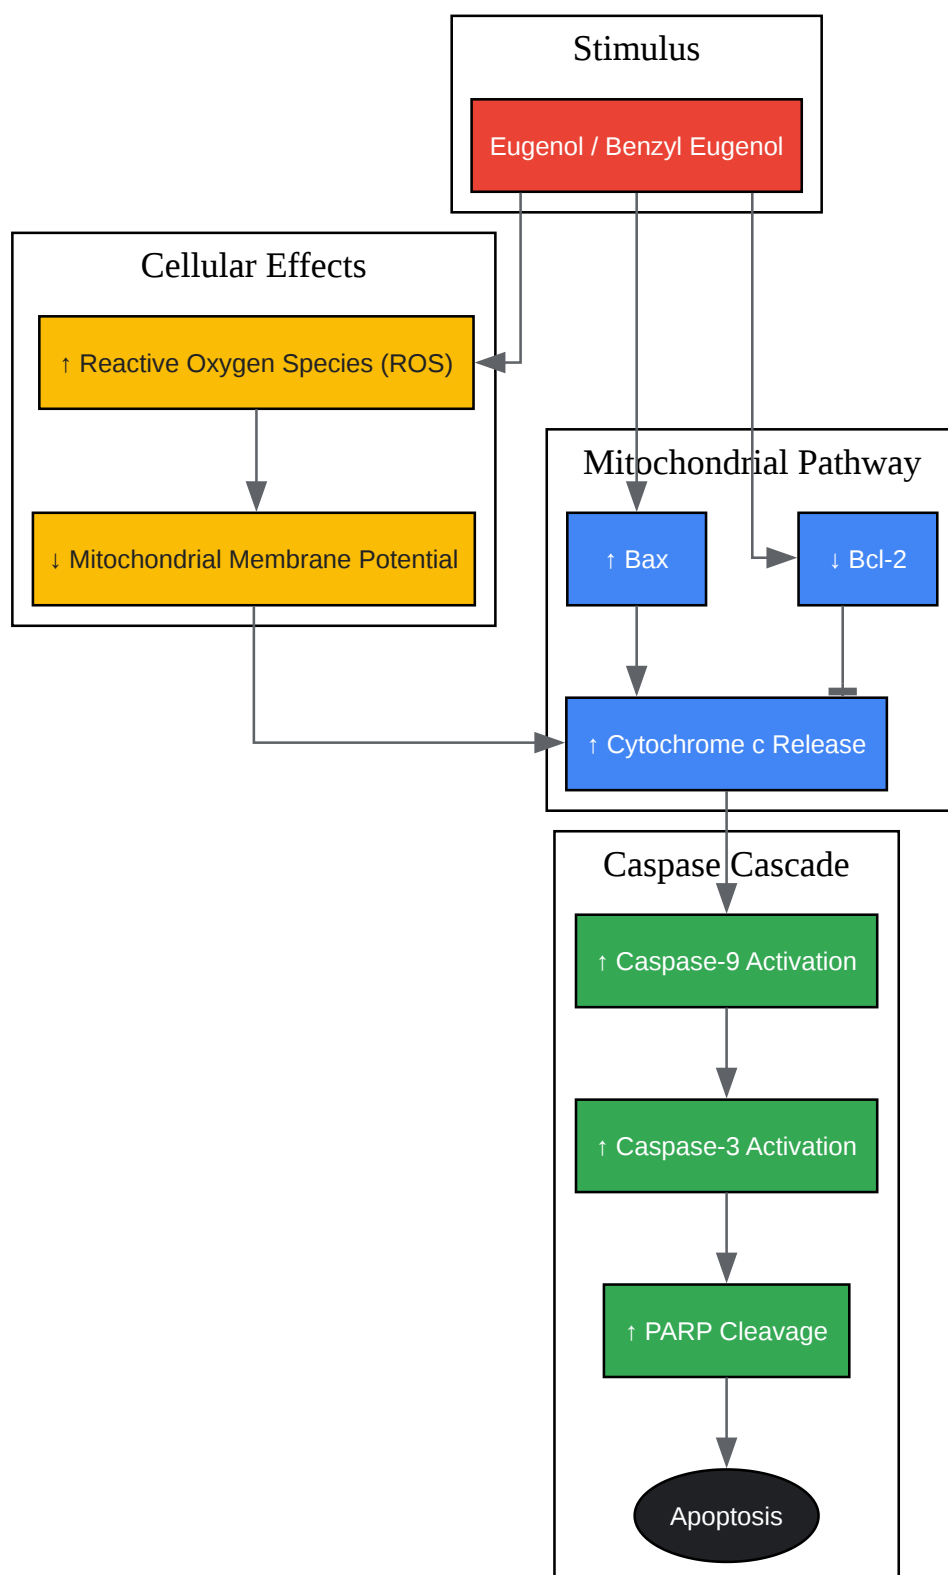 Stimulus
Eugenol / Benzyl Eugenol
Cellular Effects
↑ Reactive Oxygen Species (ROS)
↓ Mitochondrial Membrane Potential
Mitochondrial Pathway
↑ Bax
↓ Bcl-2
↑ Cytochrome c Release
Caspase Cascade
↑ Caspase-9 Activation
↑ Caspase-3 Activation
↑ PARP Cleavage
Apoptosis